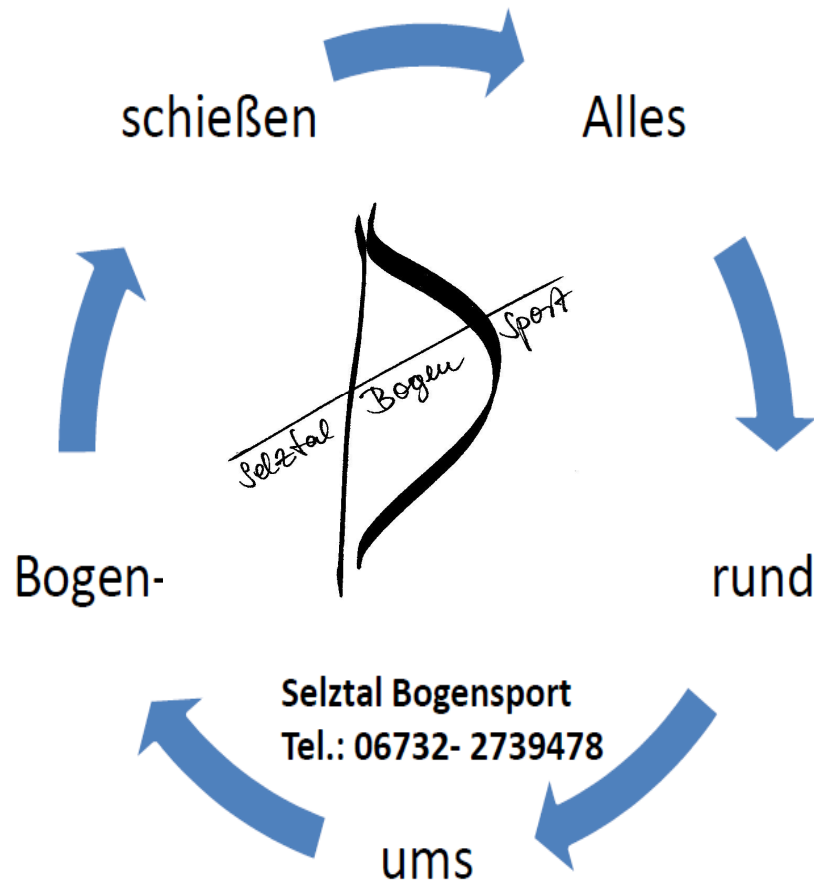 Alles
rund
ums
Bogen-
schießen
Selztal Bogen Sport
Selztal Bogensport
Tel.: 06732- 2739478